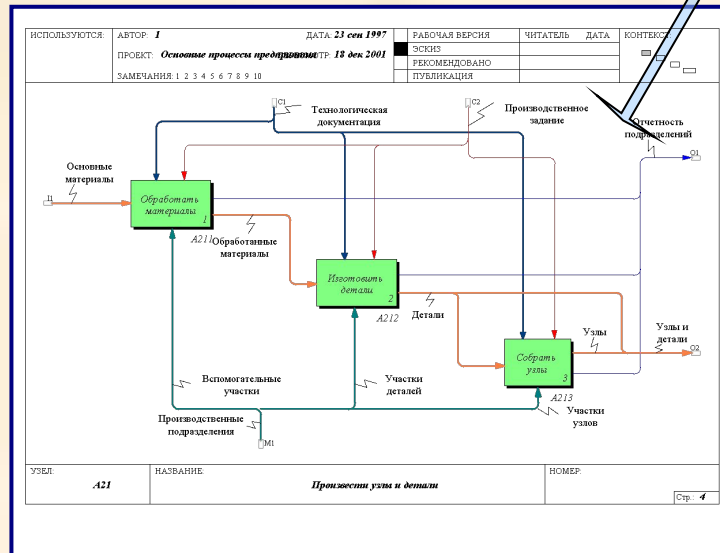 ИСПОЛЬЗУЮТСЯ:
АВТОР: 1
ДАТА: 23 сен 1997
ПРОЕКТ: Основные процессы предприятия
18 дек 2001
ЗАМЕЧАНИЯ: 1 2 3 4 5 6 7 8 9 10
РАБОЧАЯ ВЕРСИЯ
ЭСКИЗ
РЕКОМЕНДОВАНО
ПУБЛИКАЦИЯ
ЧИТАТЕЛЬ ДАТА
КОНТЕКСТ:
C1
Технологическая
документация
C2
Производственное
задание
Отчетность
подразделений
O1
Основные
материалы
I1
Обработать
материалы
1
A211
Обработанные
материалы
Изготовить
детали
2
A212
Детали
Узлы
Узлы и
детали
O2
Собрать
узлы
3
A213
Вспомогательные
участки
Участки
деталей
Участки
узлов
Производственные
подразделения
M1
УЗЕЛ:
A21
НАЗВАНИЕ:
Произвести узлы и детали
НОМЕР:
Стр.: 4